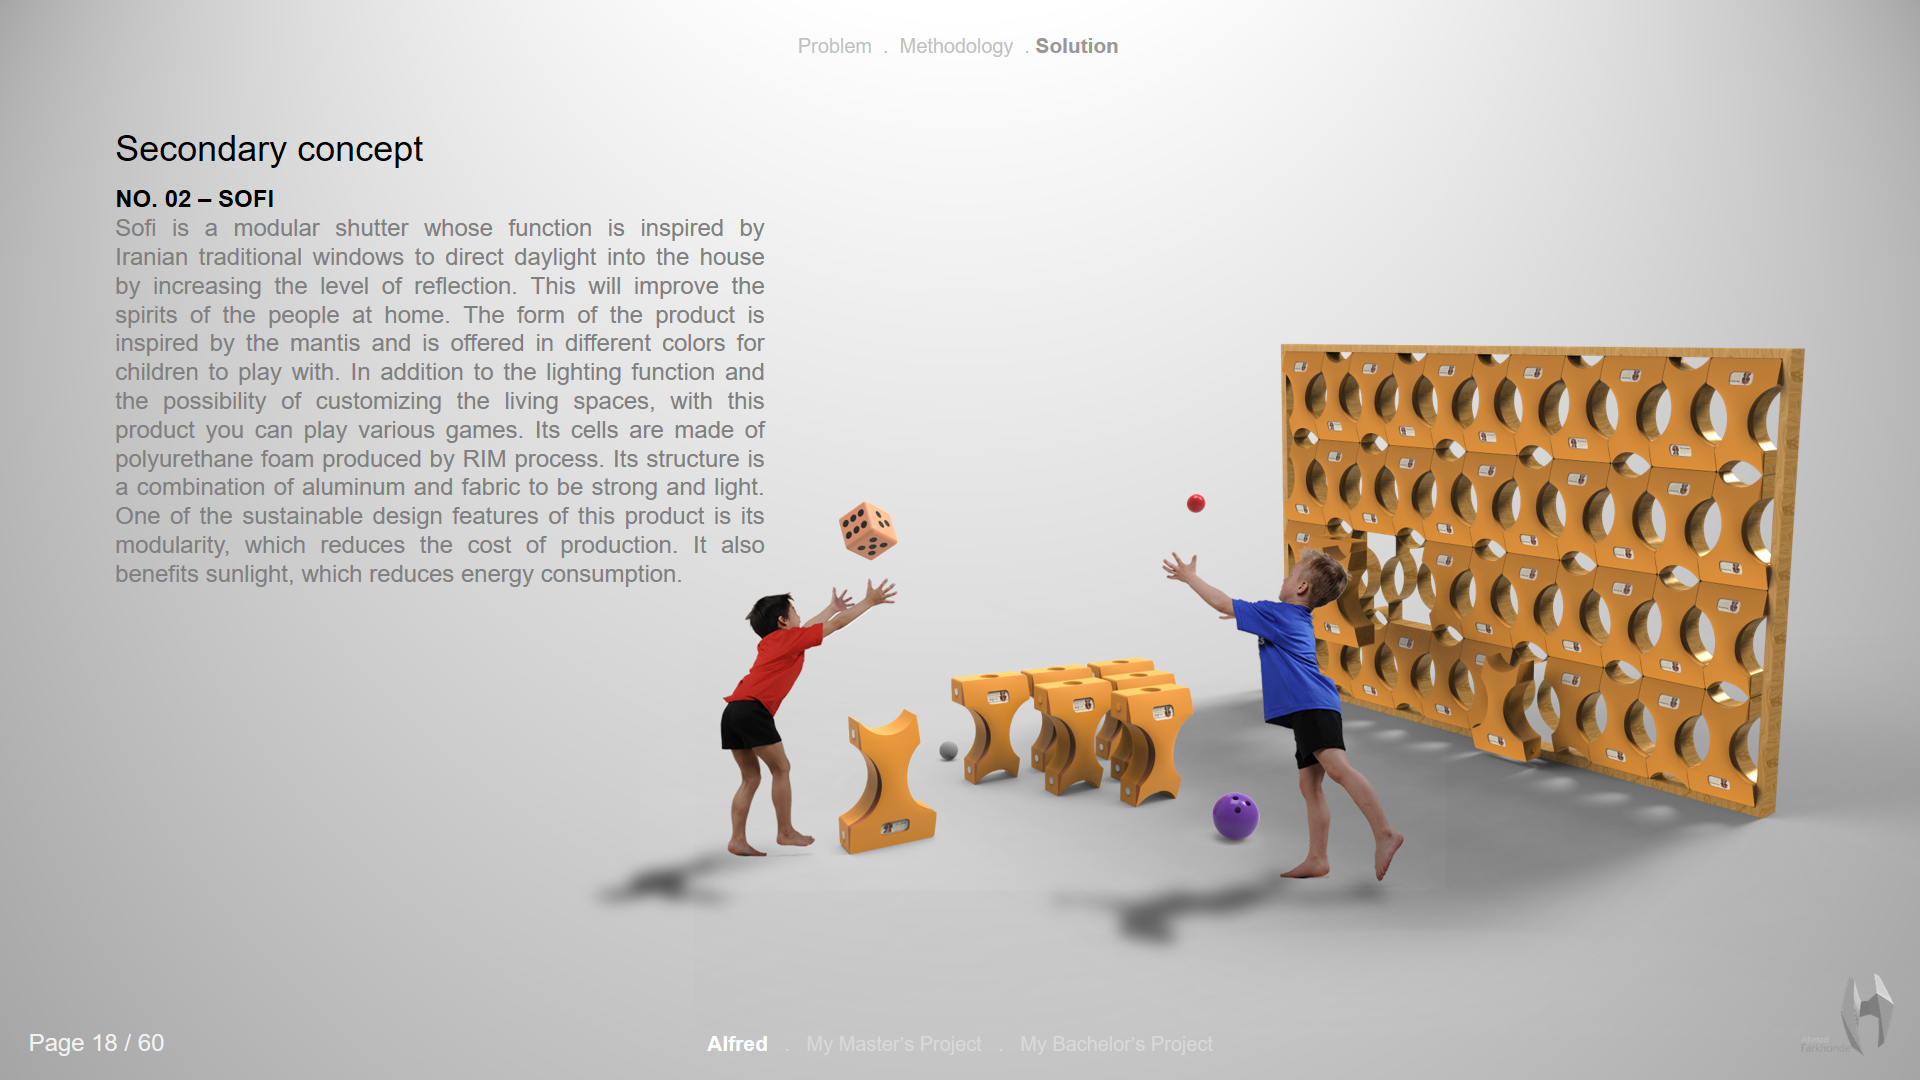 Problem . Methodology . Solution
Secondary concept
NO. 02 – SOFI
Sofi is a modular shutter whose function is inspired by
Iranian traditional windows to direct daylight into the house
by increasing the level of reflection. This will improve the
spirits of the people at home. The form of the product is
inspired by the mantis and is offered in different colors for
children to play with. In addition to the lighting function and
the possibility of customizing the living spaces, with this
product you can play various games. Its cells are made of
polyurethane foam produced by RIM process. Its structure is
a combination of aluminum and fabric to be strong and light.
One of the sustainable design features of this product is its
modularity, which reduces the cost of production. It also
benefits sunlight, which reduces energy consumption.
Page 18 / 60
Alfred . My Master's Project . My Bachelor's Project
Ahmad